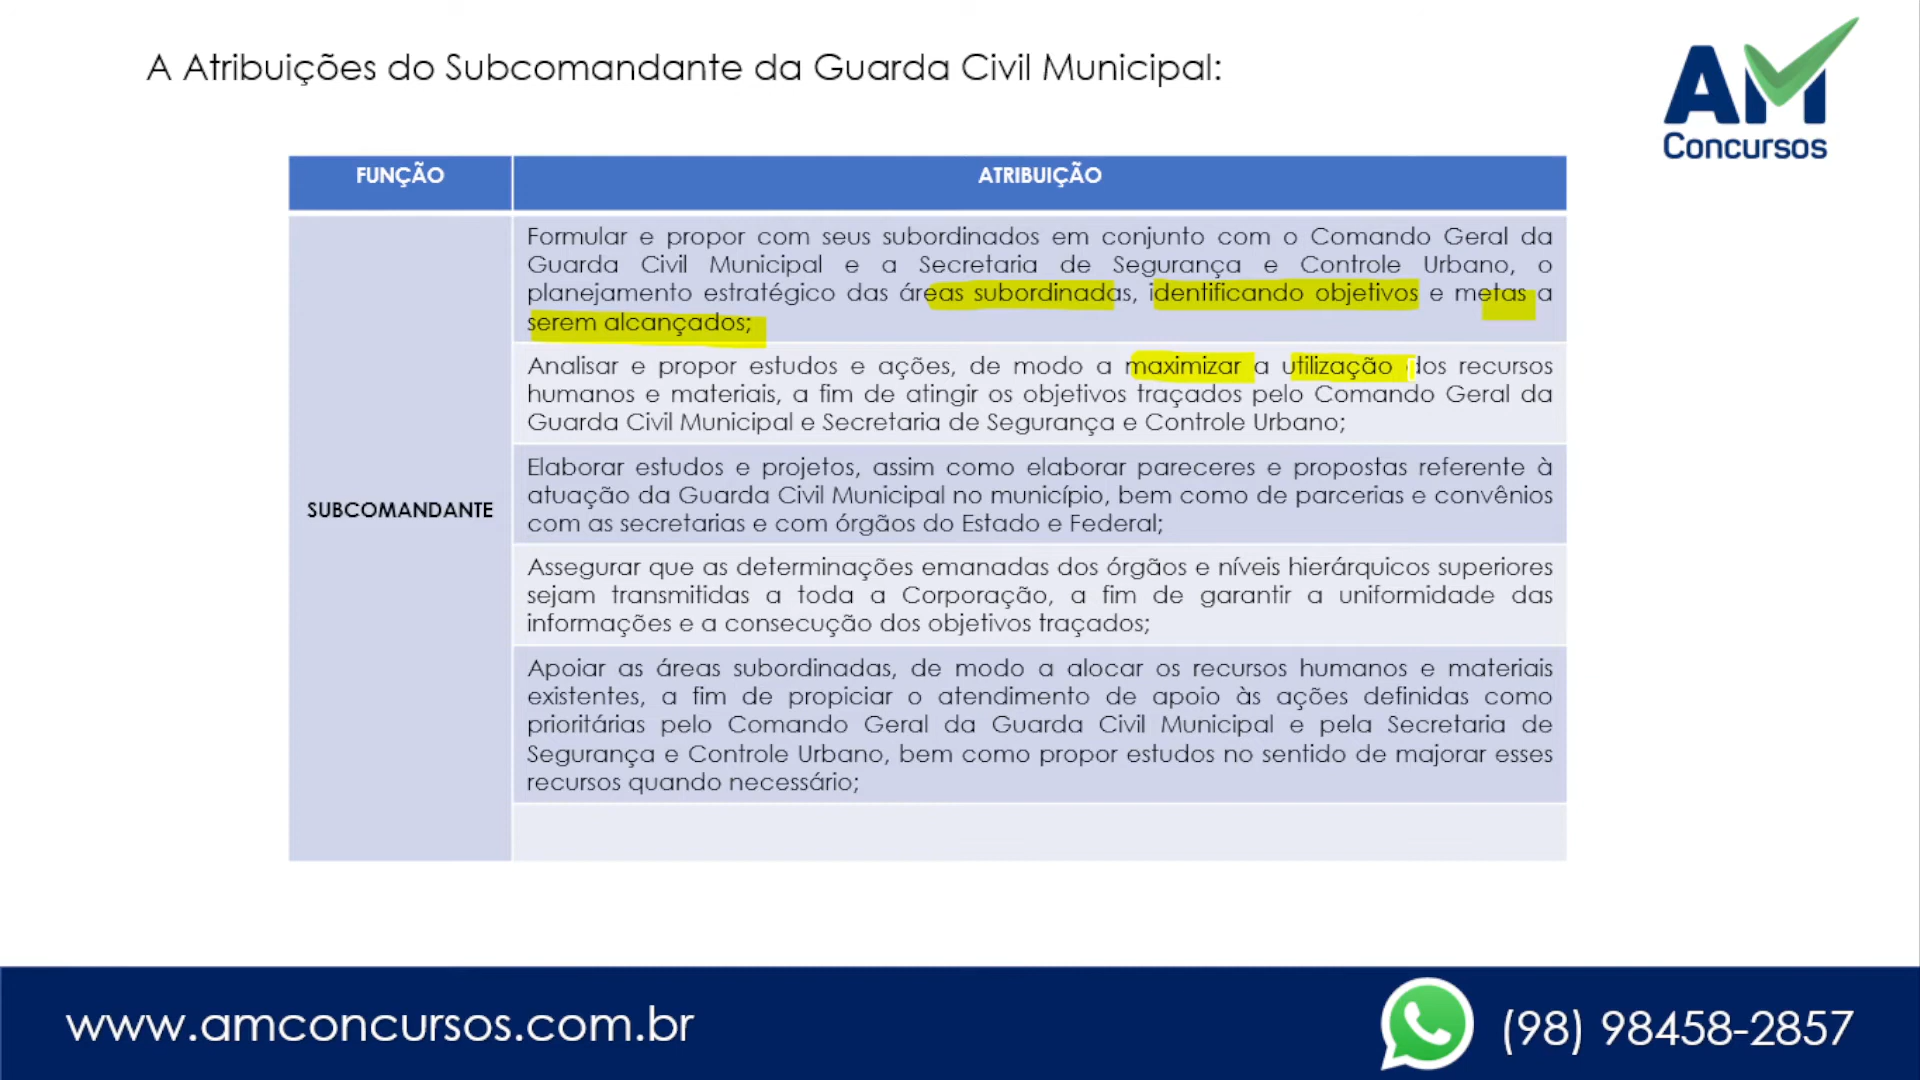 A Atribuições do Subcomandante da Guarda Civil Municipal:
AM
Concursos
FUNÇÃO
ATRIBUIÇÃO
SUBCOMANDANTE
Formular e propor com seus subordinados em conjunto com o Comando Geral da
Guarda Civil Municipal e a Secretaria de Segurança e Controle Urbano, o
planejamento estratégico das áreas subordinadas, identificando objetivos e metas a
serem alcançados;
Analisar e propor estudos e ações, de modo a maximizar a utilização dos recursos
humanos e materiais, a fim de atingir os objetivos traçados pelo Comando Geral da
Guarda Civil Municipal e Secretaria de Segurança e Controle Urbano;
Elaborar estudos e projetos, assim como elaborar pareceres e propostas referente à
atuação da Guarda Civil Municipal no município, bem como de parcerias e convênios
com as secretarias e com órgãos do Estado e Federal;
Assegurar que as determinações emanadas dos órgãos e níveis hierárquicos superiores
sejam transmitidas a toda a Corporação, a fim de garantir a uniformidade das
informações e a consecução dos objetivos traçados;
Apoiar as áreas subordinadas, de modo a alocar os recursos humanos e materiais
existentes, a fim de propiciar o atendimento de apoio às ações definidas como
prioritárias pelo Comando Geral da Guarda Civil Municipal e pela Secretaria de
Segurança e Controle Urbano, bem como propor estudos no sentido de majorar esses
recursos quando necessário;
www.amconcursos.com.br
(98) 98458-2857